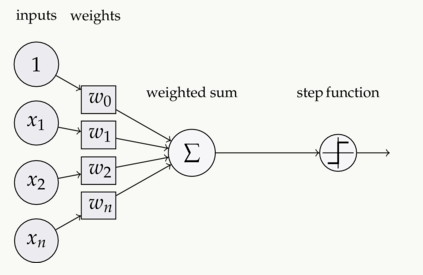 inputs weights
1
w0
weighted sum
step function
x1
w1
Σ
x2
w2
wn
xn